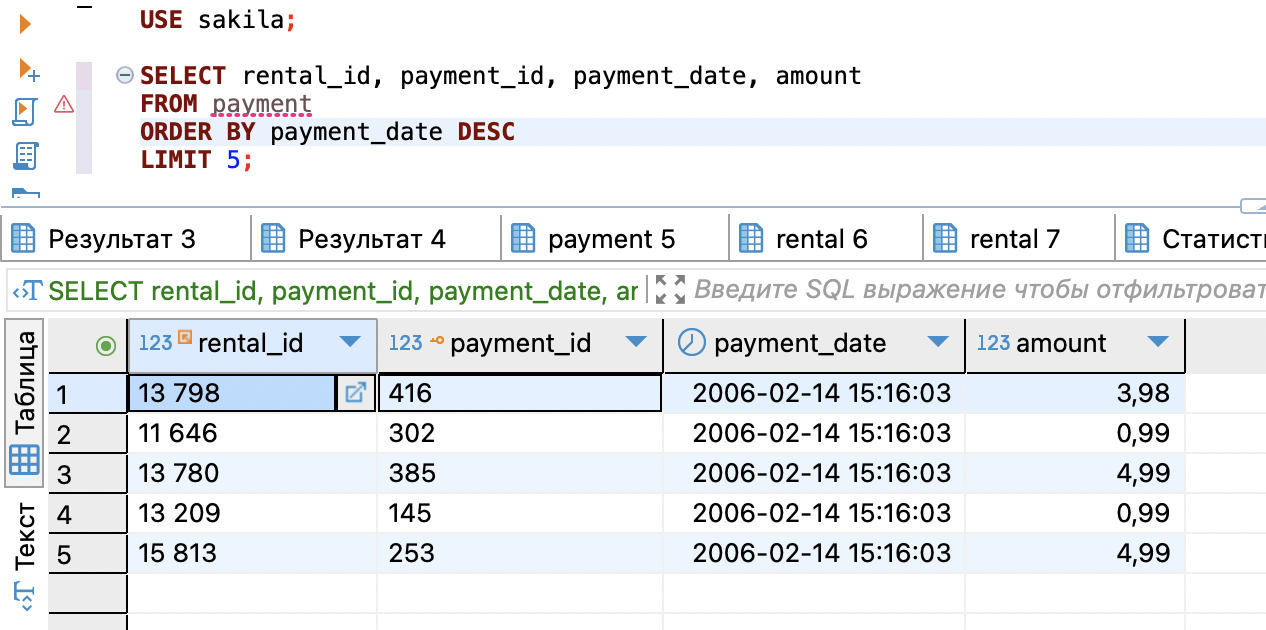 USE sakila;
SELECT rental_id, payment_id, payment_date, amount
FROM payment
ORDER BY payment_date DESC
LIMIT 5;
Результат 3 Результат 4 payment 5 rental 6 rental 7 Статисти
SELECT rental_id, payment_id, payment_date, ar Введите SQL выражение чтобы отфильтроват
Таблица
Текст
123 rental_id 123 payment_id payment_date 123 amount
1 13 798 416 2006-02-14 15:16:03 3,98
2 11 646 302 2006-02-14 15:16:03 0,99
3 13 780 385 2006-02-14 15:16:03 4,99
4 13 209 145 2006-02-14 15:16:03 0,99
5 15 813 253 2006-02-14 15:16:03 4,99